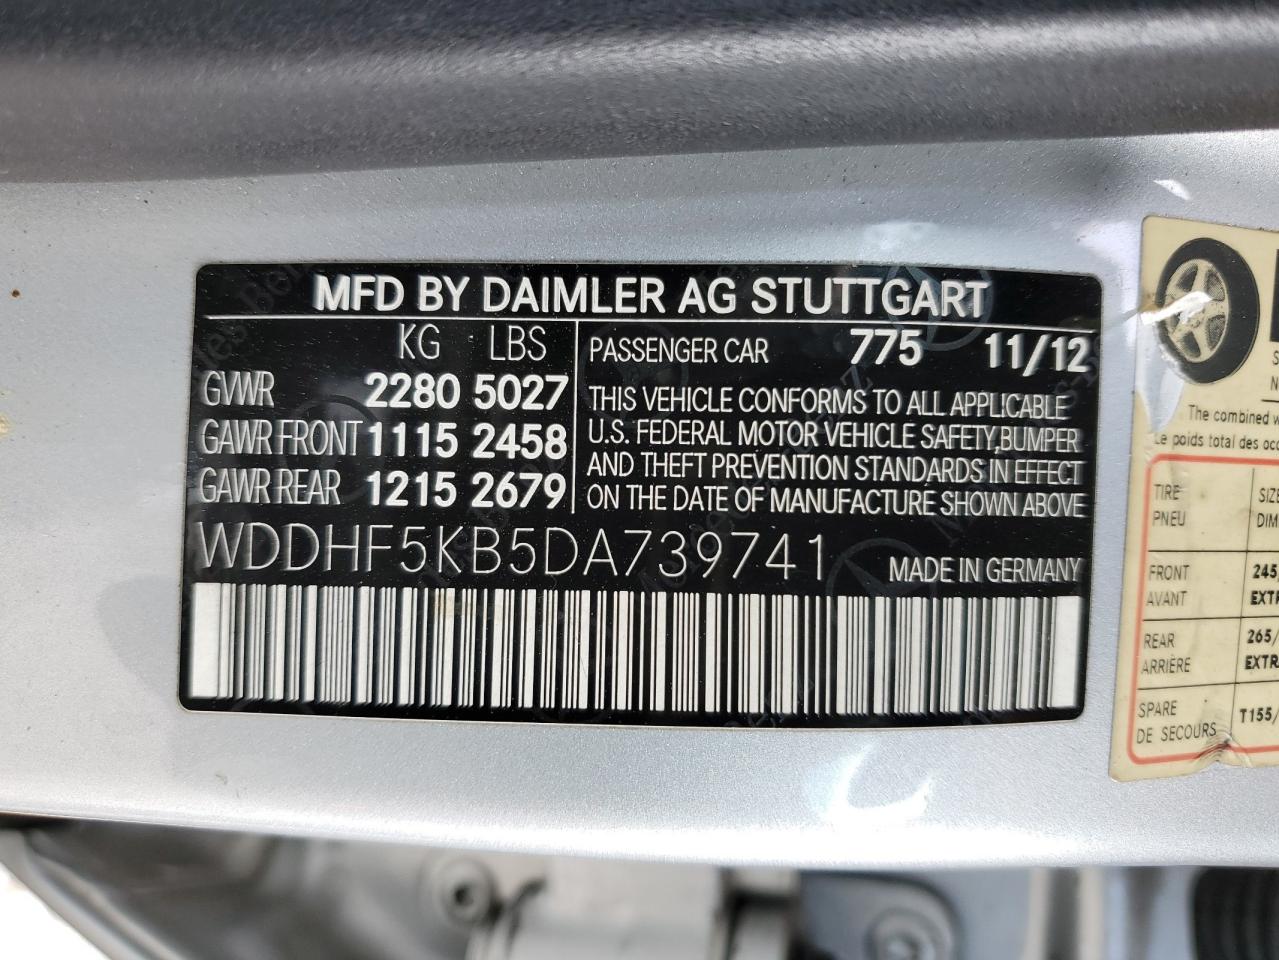 MFD BY DAIMLER AG STUTTGART
KG LBS
GVWR 2280 5027
GAWR FRONT 1115 2458
GAWR REAR 1215 2679
PASSENGER CAR 775 11/12
THIS VEHICLE CONFORMS TO ALL APPLICABLE
U.S. FEDERAL MOTOR VEHICLE SAFETY, BUMPER
AND THEFT PREVENTION STANDARDS IN EFFECT
ON THE DATE OF MANUFACTURE SHOWN ABOVE
WDDHF5KB5DA739741 MADE IN GERMANY
The combined
Le poids total des
TIRE
PNEU
FRONT 245
AVANT
REAR 265/
ARRIÈRE
SPARE
DE SECOURS T155/